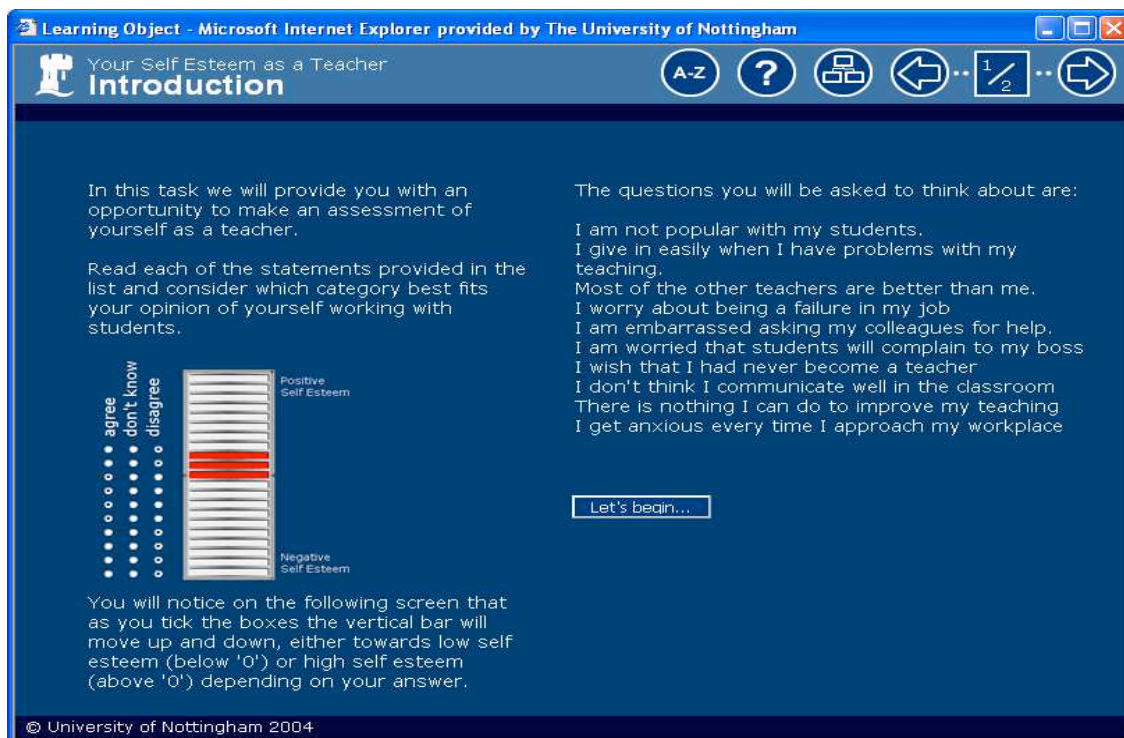 Learning Object - Microsoft Internet Explorer provided by The University of Nottingham
Your Self Esteem as a Teacher
Introduction
A-Z
?
1/2
In this task we will provide you with an
opportunity to make an assessment of
yourself as a teacher.
Read each of the statements provided in the
list and consider which category best fits
your opinion of yourself working with
students.
agree
don't know
disagree
Positive
Self Esteem
Negative
Self Esteem
You will notice on the following screen that
as you tick the boxes the vertical bar will
move up and down, either towards low self
esteem (below '0') or high self esteem
(above '0') depending on your answer.
The questions you will be asked to think about are:
I am not popular with my students.
I give in easily when I have problems with my
teaching.
Most of the other teachers are better than me.
I worry about being a failure in my job
I am embarrassed asking my colleagues for help.
I am worried that students will complain to my boss
I wish that I had never become a teacher
I don't think I communicate well in the classroom
There is nothing I can do to improve my teaching
I get anxious every time I approach my workplace
Let's begin...
© University of Nottingham 2004